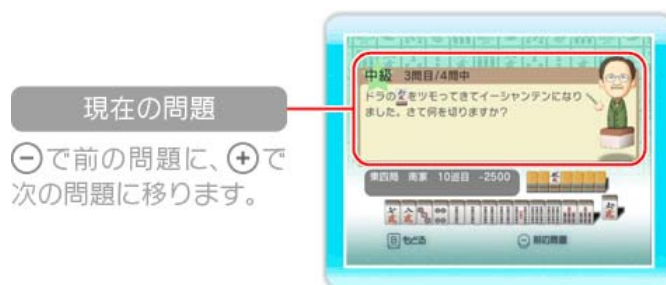 現在の問題
⊖で前の問題に、⊕で
次の問題に移ります。
中級 3問目/4問中
ドラの をツモってきてイーシャンテンになり
ました。さて何を切りますか?
東四局 南家 10巡目 -2500
B もどる
⊖ 前の問題